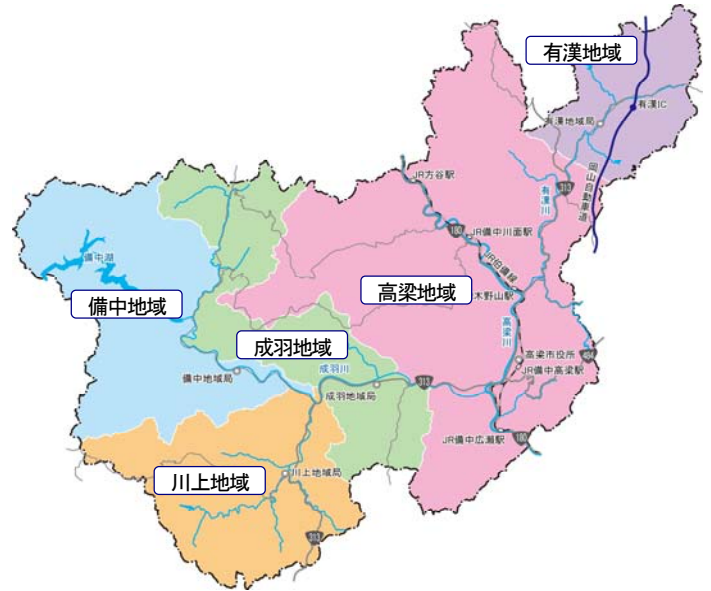 有漢地域
有漢IC
有漢地域局
岡山自動車道
313
有漢川
JR方谷駅
180
JR備中川面駅
JR伯備線
備中湖
高梁地域
木野山駅
備中地域
高梁川
成羽地域
高梁市役所
484
成羽川
JR備中高梁駅
備中地域局
313
成羽地域局
JR備中広瀬駅
180
川上地域局
川上地域
313